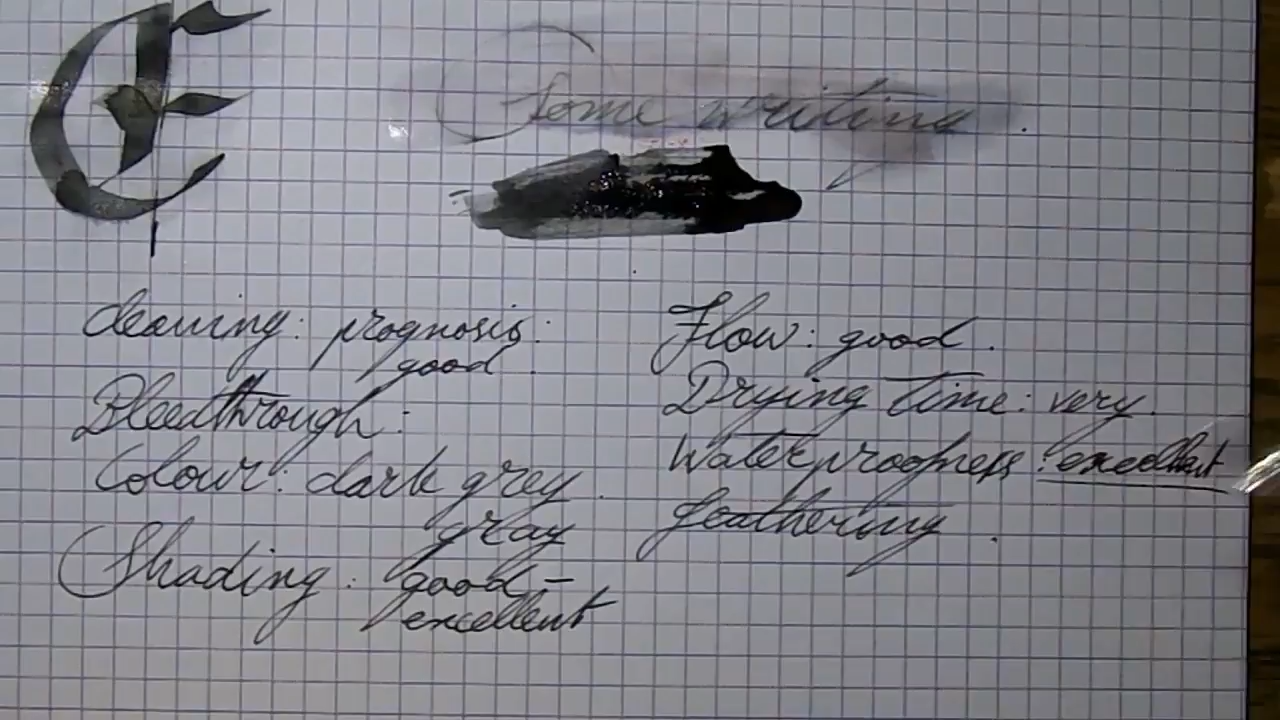 E
Some writing
Cleaning: prognosis:
good.
Bleedthrough:
Colour: dark grey.
gray
Shading: good –
excellent
Flow: good.
Drying time: very.
Waterproofness: excellent
feathering.